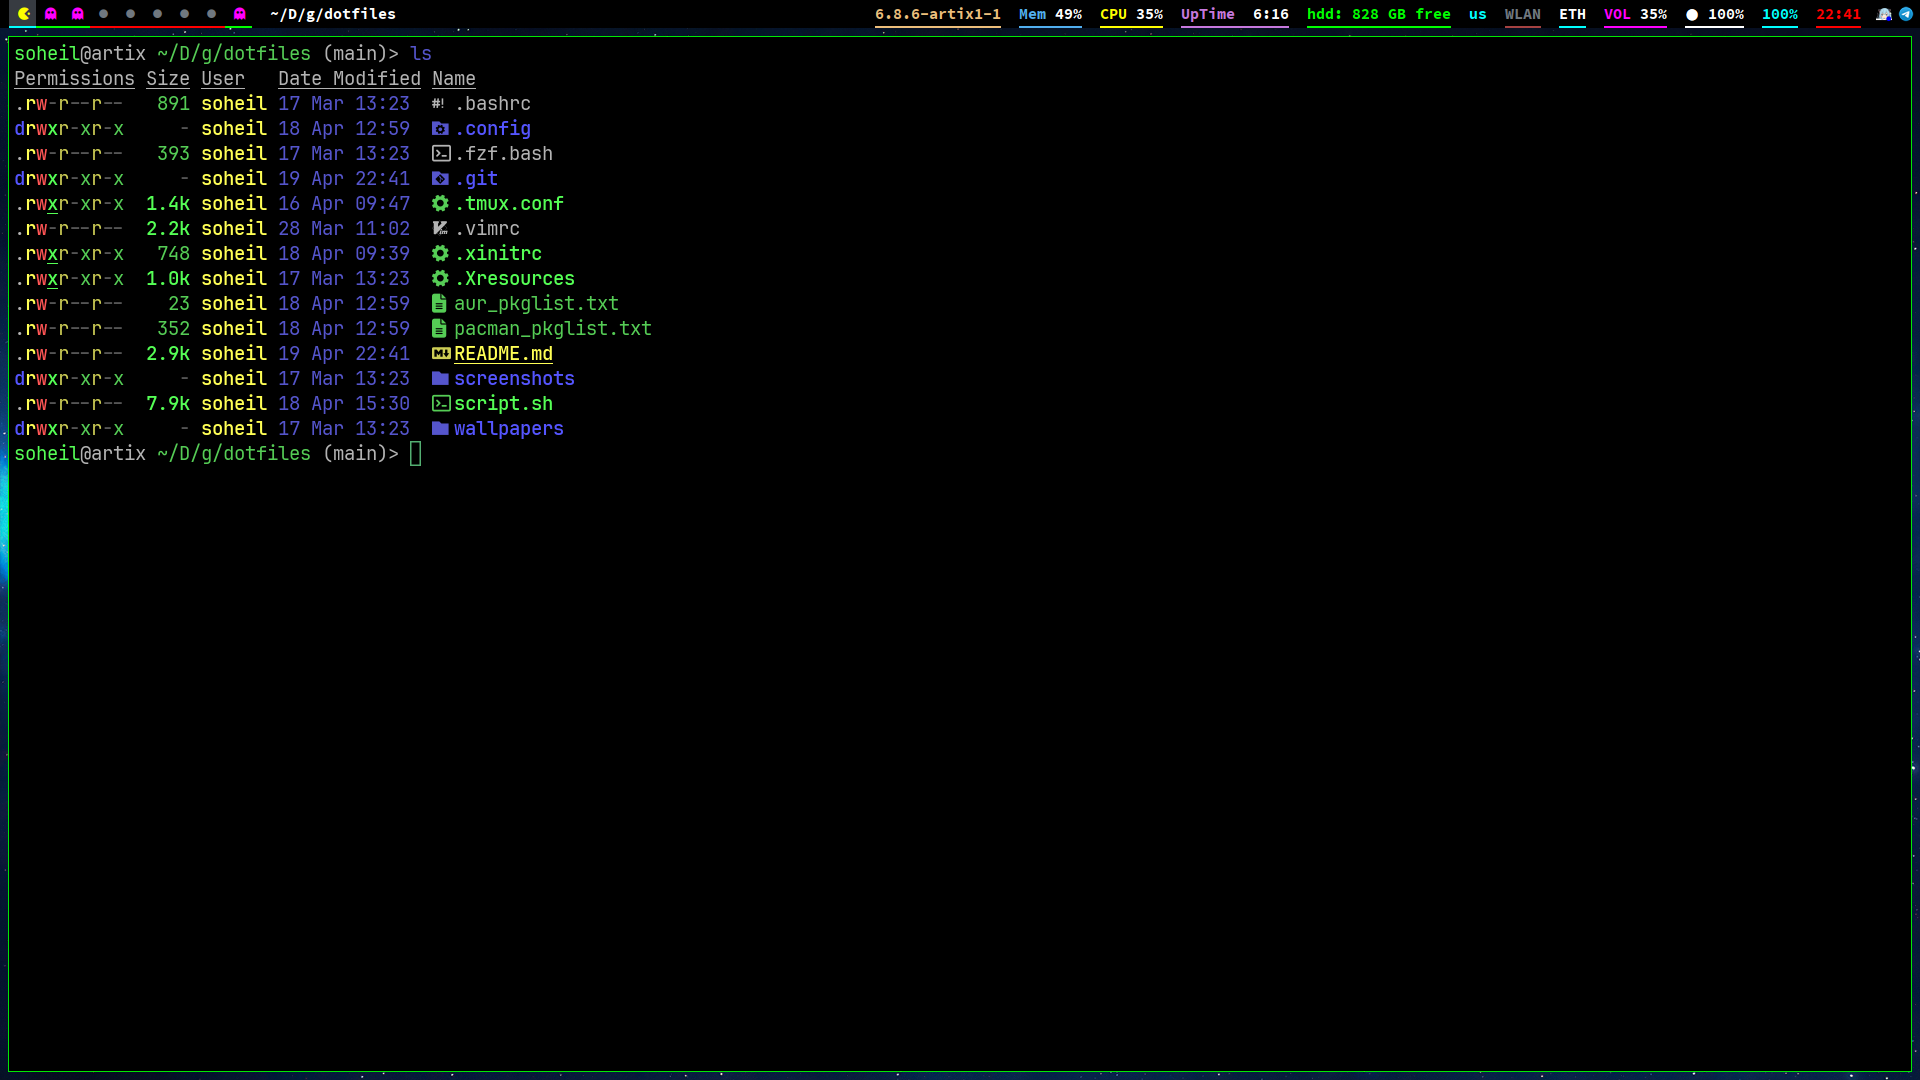 ~/D/g/dotfiles 6.8.6-artix1-1 Mem 49% CPU 35% UpTime 6:16 hdd: 828 GB free us WLAN ETH VOL 35% 100% 100% 22:41
soheil@artix ~/D/g/dotfiles (main)> ls
Permissions Size User Date Modified Name
.rw-r--r-- 891 soheil 17 Mar 13:23 #! .bashrc
drwxr-xr-x - soheil 18 Apr 12:59 .config
.rw-r--r-- 393 soheil 17 Mar 13:23 .fzf.bash
drwxr-xr-x - soheil 19 Apr 22:41 .git
.rwxr-xr-x 1.4k soheil 16 Apr 09:47 .tmux.conf
.rw-r--r-- 2.2k soheil 28 Mar 11:02 .vimrc
.rwxr-xr-x 748 soheil 18 Apr 09:39 .xinitrc
.rwxr-xr-x 1.0k soheil 17 Mar 13:23 .Xresources
.rw-r--r-- 23 soheil 18 Apr 12:59 aur_pkglist.txt
.rw-r--r-- 352 soheil 18 Apr 12:59 pacman_pkglist.txt
.rw-r--r-- 2.9k soheil 19 Apr 22:41 README.md
drwxr-xr-x - soheil 17 Mar 13:23 screenshots
.rw-r--r-- 7.9k soheil 18 Apr 15:30 script.sh
drwxr-xr-x - soheil 17 Mar 13:23 wallpapers
soheil@artix ~/D/g/dotfiles (main)>